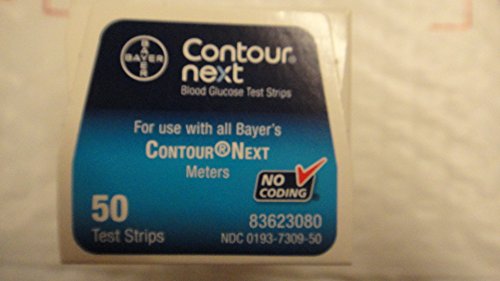 BAYER
BAYER
Contour®
next
Blood Glucose Test Strips
For use with all Bayer's
CONTOUR®NEXT
Meters
NO
CODING
50
Test Strips
83623080
NDC 0193-7309-50